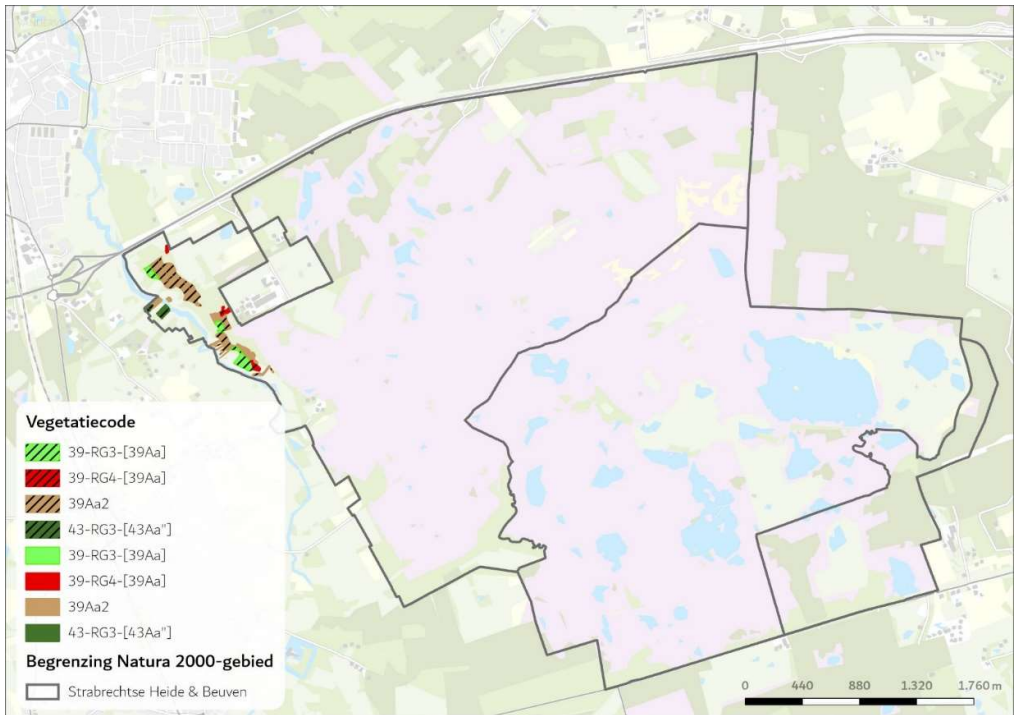 Vegetatiecode
39-RG3-[39Aa]
39-RG4-[39Aa]
39Aa2
43-RG3-[43Aa"]
39-RG3-[39Aa]
39-RG4-[39Aa]
39Aa2
43-RG3-[43Aa"]
Begrenzing Natura 2000-gebied
Strabrechtse Heide & Beuven
0 440 880 1.320 1.760 m